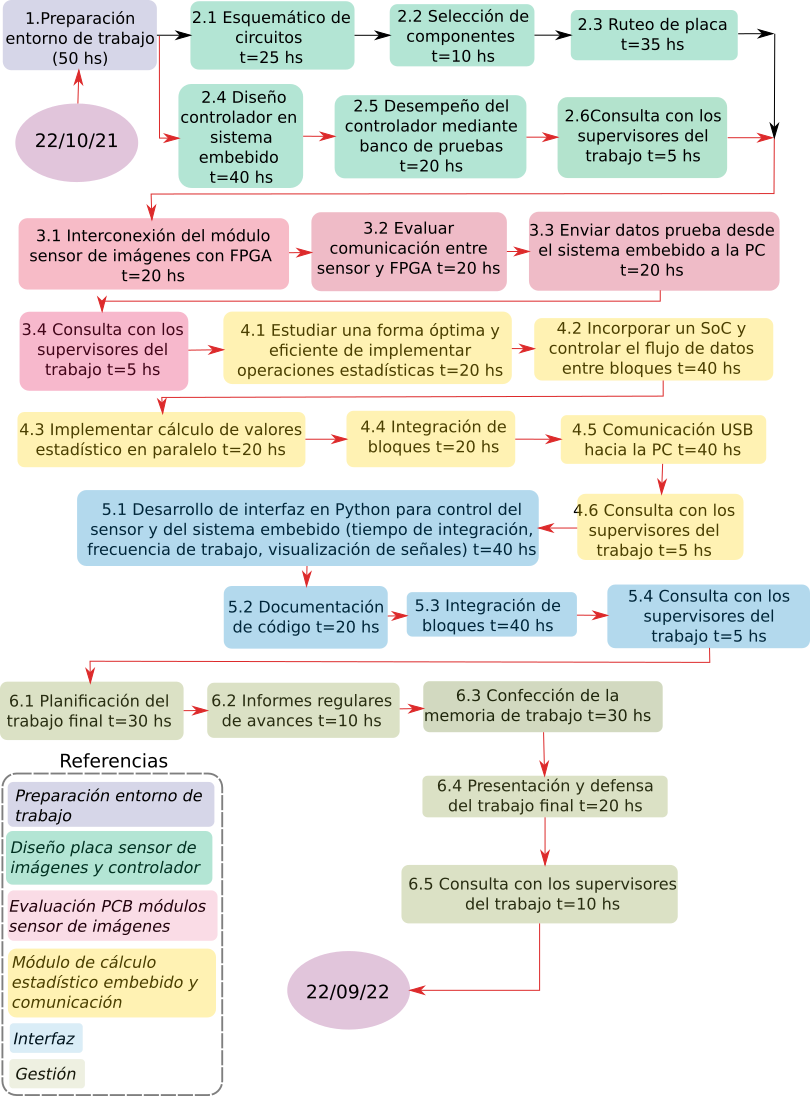 1.Preparación
entorno de trabajo
(50 hs)
2.1 Esquemático de
circuitos
t=25 hs
2.2 Selección de
componentes
t=10 hs
2.3 Ruteo de placa
t=35 hs
22/10/21
2.4 Diseño
controlador en
sistema
embebido
t=40 hs
2.5 Desempeño del
controlador mediante
banco de pruebas
t=20 hs
2.6Consulta con los
supervisores del
trabajo t=5 hs
3.1 Interconexión del módulo
sensor de imágenes con FPGA
t=20 hs
3.2 Evaluar
comunicación entre
sensor y FPGA t=20 hs
3.3 Enviar datos prueba desde
el sistema embebido a la PC
t=20 hs
3.4 Consulta con los
supervisores del
trabajo t=5 hs
4.1 Estudiar una forma óptima y
eficiente de implementar
operaciones estadísticas t=20 hs
4.2 Incorporar un SoC y
controlar el flujo de datos
entre bloques t=40 hs
4.3 Implementar cálculo de valores
estadístico en paralelo t=20 hs
4.4 Integración de
bloques t=20 hs
4.5 Comunicación USB
hacia la PC t=40 hs
4.6 Consulta con los
supervisores del
trabajo t=5 hs
5.1 Desarrollo de interfaz en Python para control del
sensor y del sistema embebido (tiempo de integración,
frecuencia de trabajo, visualización de señales) t=40 hs
5.2 Documentación
de código t=20 hs
5.3 Integración de
bloques t=40 hs
5.4 Consulta con los
supervisores del
trabajo t=5 hs
6.1 Planificación del
trabajo final t=30 hs
6.2 Informes regulares
de avances t=10 hs
6.3 Confección de la
memoria de trabajo t=30 hs
6.4 Presentación y defensa
del trabajo final t=20 hs
6.5 Consulta con los supervisores
del trabajo t=10 hs
22/09/22
Referencias
Preparación entorno de
trabajo
Diseño placa sensor de
imágenes y controlador
Evaluación PCB módulos
sensor de imágenes
Módulo de cálculo
estadístico embebido y
comunicación
Interfaz
Gestión